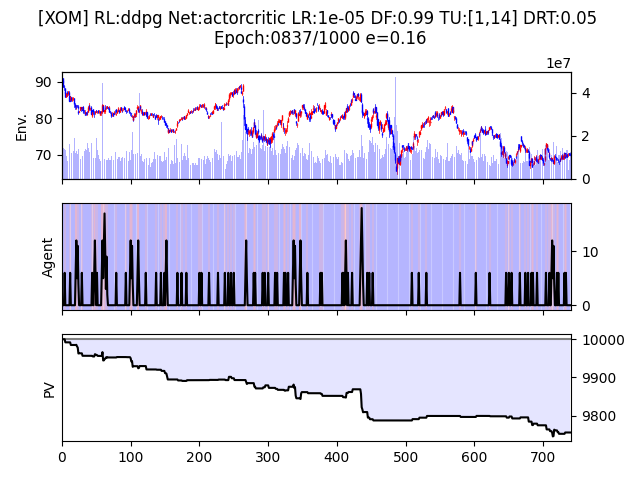 [XOM] RL:ddpg Net:actorcritic LR:1e-05 DF:0.99 TU:[1,14] DRT:0.05
Epoch:0837/1000 e=0.16
1e7
90
80
70
Env.
4
2
0
Agent
10
0
PV
10000
9900
9800
0 100 200 300 400 500 600 700